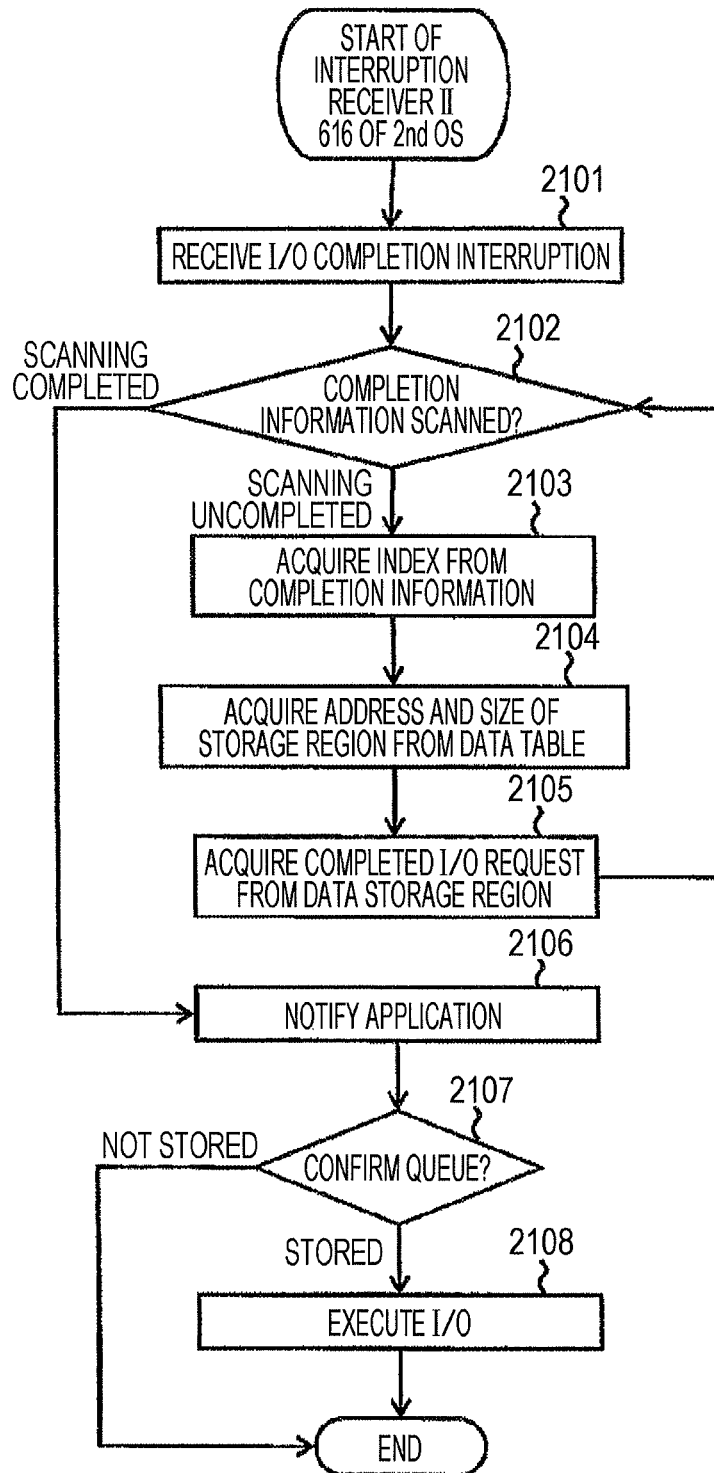 START OF
INTERRUPTION
RECEIVER II
616 OF 2nd OS
2101
RECEIVE I/O COMPLETION INTERRUPTION
2102
SCANNING
COMPLETED
COMPLETION
INFORMATION SCANNED?
SCANNING
UNCOMPLETED
2103
ACQUIRE INDEX FROM
COMPLETION INFORMATION
2104
ACQUIRE ADDRESS AND SIZE OF
STORAGE REGION FROM DATA TABLE
2105
ACQUIRE COMPLETED I/O REQUEST
FROM DATA STORAGE REGION
2106
NOTIFY APPLICATION
2107
NOT STORED
CONFIRM QUEUE?
STORED
2108
EXECUTE I/O
END